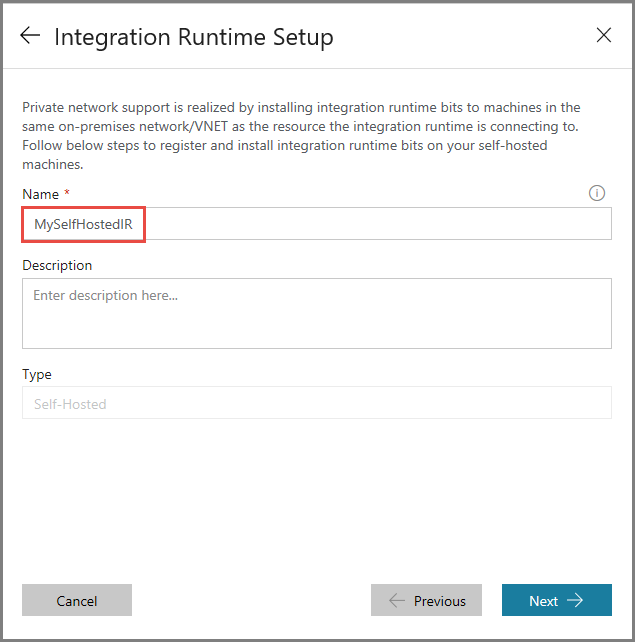 Integration Runtime Setup
Private network support is realized by installing integration runtime bits to machines in the
same on-premises network/VNET as the resource the integration runtime is connecting to.
Follow below steps to register and install integration runtime bits on your self-hosted
machines.
Name *
MySelfHostedIR
Description
Enter description here...
Type
Self-Hosted
Cancel
Previous
Next